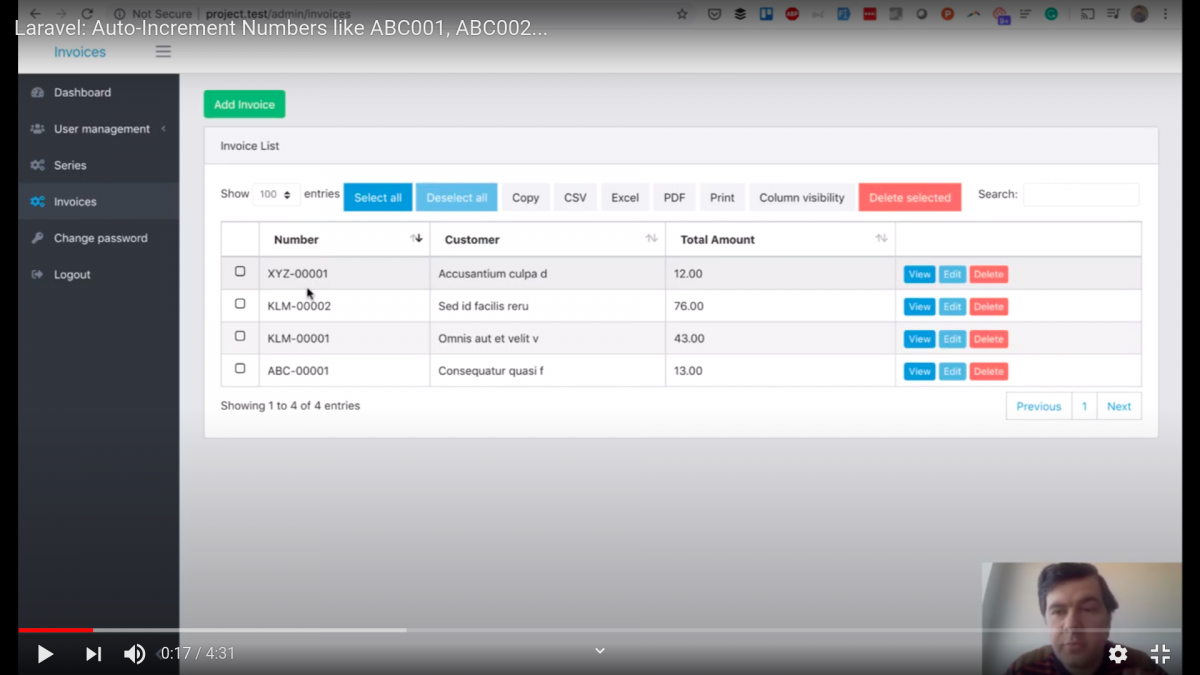 Not Secure | project.test/admin/invoices
Laravel: Auto-Increment Numbers like ABC001, ABC002...
Invoices
Dashboard
User management
Series
Invoices
Change password
Logout
Add Invoice
Invoice List
Show 100 entries Select all Deselect all Copy CSV Excel PDF Print Column visibility Delete selected Search:
Number Customer Total Amount
XYZ-00001 Accusantium culpa d 12.00 View Edit Delete
KLM-00002 Sed id facilis reru 76.00 View Edit Delete
KLM-00001 Omnis aut et velit v 43.00 View Edit Delete
ABC-00001 Consequatur quasi f 13.00 View Edit Delete
Showing 1 to 4 of 4 entries
Previous 1 Next
0:17 / 4:31